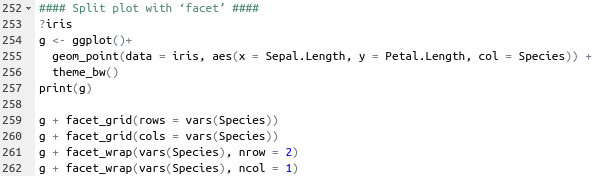 252 #### Split plot with ‘facet’ ####
253 ?iris
254 g <- ggplot()+
255   geom_point(data = iris, aes(x = Sepal.Length, y = Petal.Length, col = Species)) +
256   theme_bw()
257 print(g)
258
259 g + facet_grid(rows = vars(Species))
260 g + facet_grid(cols = vars(Species))
261 g + facet_wrap(vars(Species), nrow = 2)
262 g + facet_wrap(vars(Species), ncol = 1)